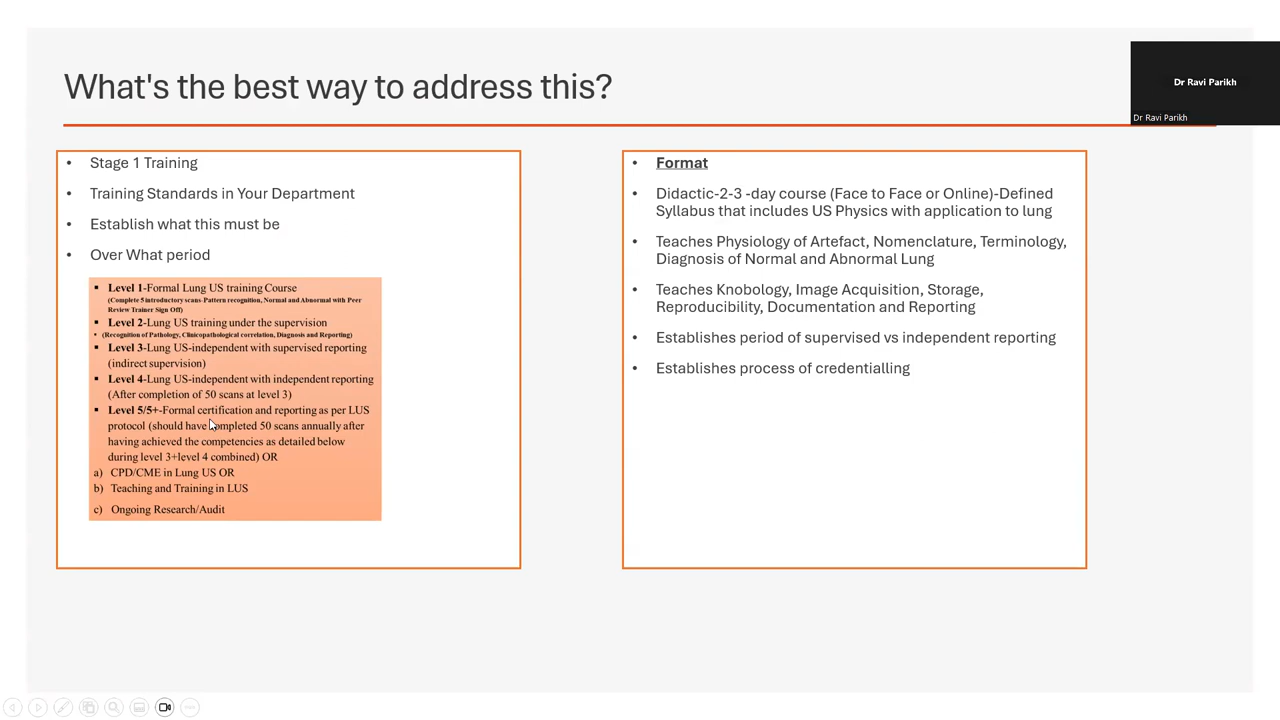 What's the best way to address this?
Dr Ravi Parikh
Dr Ravi Parikh
• Stage 1 Training
• Training Standards in Your Department
• Establish what this must be
• Over What period
▪ Level 1-Formal Lung US training Course
(Complete 5 introductory scans-Pattern recognition, Normal and Abnormal with Peer
Review Trainer Sign Off)
▪ Level 2-Lung US training under the supervision
• (Recognition of Pathology, Clinicopathological correlation, Diagnosis and Reporting)
▪ Level 3-Lung US-independent with supervised reporting
(indirect supervision)
▪ Level 4-Lung US-independent with independent reporting
(After completion of 50 scans at level 3)
▪ Level 5/5+-Formal certification and reporting as per LUS
protocol (should have completed 50 scans annually after
having achieved the competencies as detailed below
during level 3+level 4 combined) OR
a) CPD/CME in Lung US OR
b) Teaching and Training in LUS
c) Ongoing Research/Audit
• Format
• Didactic-2-3 -day course (Face to Face or Online)-Defined
Syllabus that includes US Physics with application to lung
• Teaches Physiology of Artefact, Nomenclature, Terminology,
Diagnosis of Normal and Abnormal Lung
• Teaches Knobology, Image Acquisition, Storage,
Reproducibility, Documentation and Reporting
• Establishes period of supervised vs independent reporting
• Establishes process of credentialling